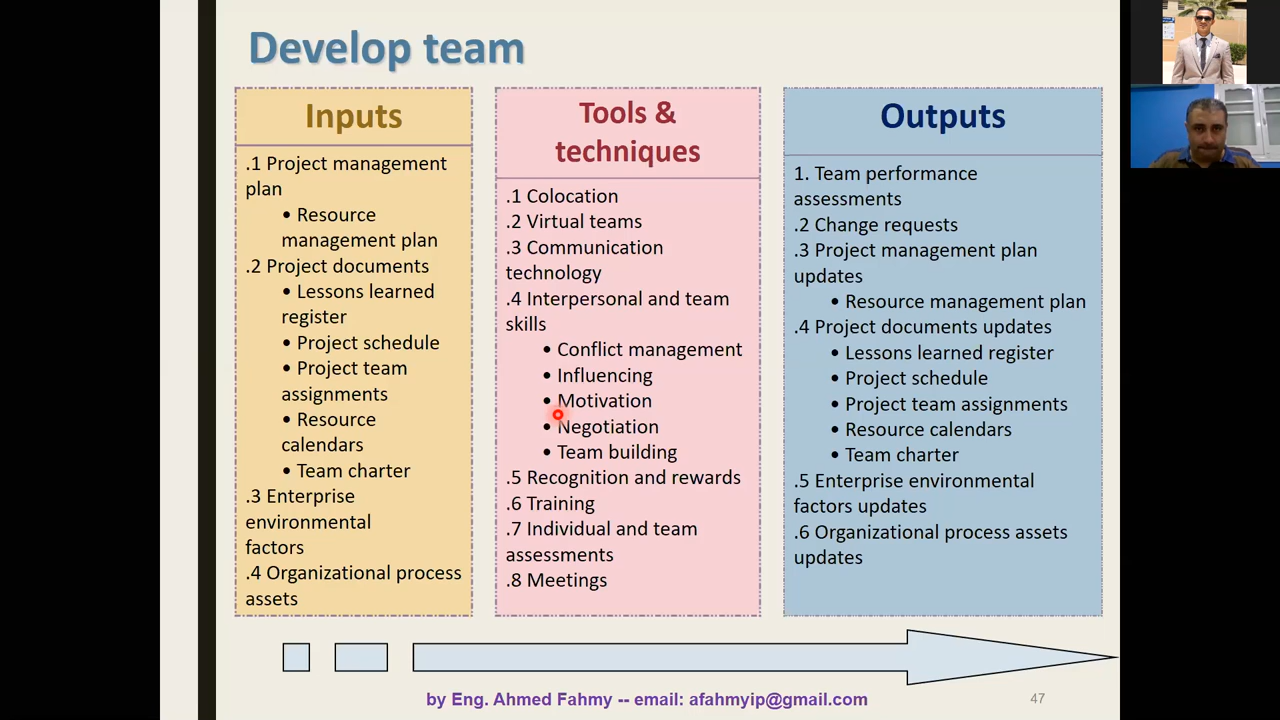 Develop team
Inputs
.1 Project management
plan
• Resource
management plan
.2 Project documents
• Lessons learned
register
• Project schedule
• Project team
assignments
• Resource
calendars
• Team charter
.3 Enterprise
environmental
factors
.4 Organizational process
assets
Tools &
techniques
.1 Colocation
.2 Virtual teams
.3 Communication
technology
.4 Interpersonal and team
skills
• Conflict management
• Influencing
• Motivation
• Negotiation
• Team building
.5 Recognition and rewards
.6 Training
.7 Individual and team
assessments
.8 Meetings
Outputs
1. Team performance
assessments
.2 Change requests
.3 Project management plan
updates
• Resource management plan
.4 Project documents updates
• Lessons learned register
• Project schedule
• Project team assignments
• Resource calendars
• Team charter
.5 Enterprise environmental
factors updates
.6 Organizational process assets
updates
by Eng. Ahmed Fahmy -- email: afahmyip@gmail.com
47